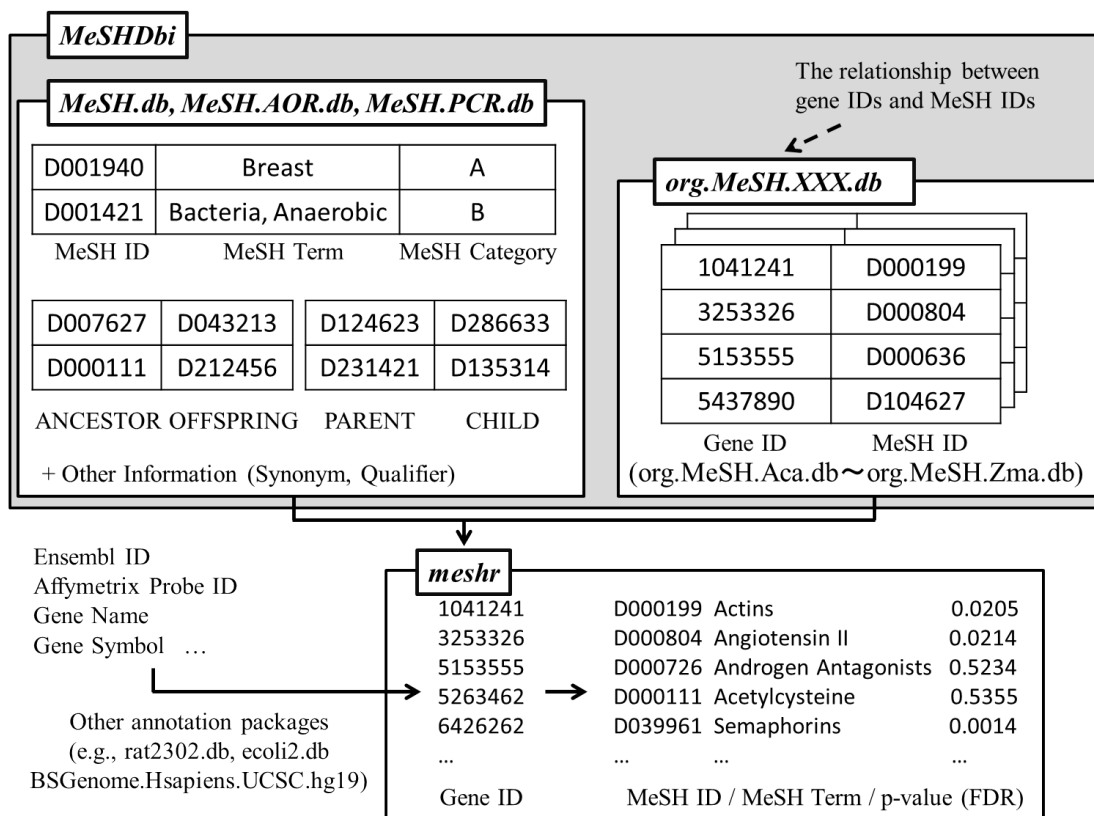 MeSHDbi
The relationship between
gene IDs and MeSH IDs
MeSH.db, MeSH.AOR.db, MeSH.PCR.db
D001940 Breast A
D001421 Bacteria, Anaerobic B
MeSH ID MeSH Term MeSH Category
D007627 D043213 D124623 D286633
D000111 D212456 D231421 D135314
ANCESTOR OFFSPRING PARENT CHILD
+ Other Information (Synonym, Qualifier)
org.MeSH.XXX.db
1041241 D000199
3253326 D000804
5153555 D000636
5437890 D104627
Gene ID MeSH ID
(org.MeSH.Aca.db～org.MeSH.Zma.db)
Ensembl ID
Affymetrix Probe ID
Gene Name
Gene Symbol …
Other annotation packages
(e.g., rat2302.db, ecoli2.db
BSGenome.Hsapiens.UCSC.hg19)
meshr
1041241 D000199 Actins 0.0205
3253326 D000804 Angiotensin II 0.0214
5153555 D000726 Androgen Antagonists 0.5234
5263462 D000111 Acetylcysteine 0.5355
6426262 D039961 Semaphorins 0.0014
… … … …
Gene ID MeSH ID / MeSH Term / p-value (FDR)